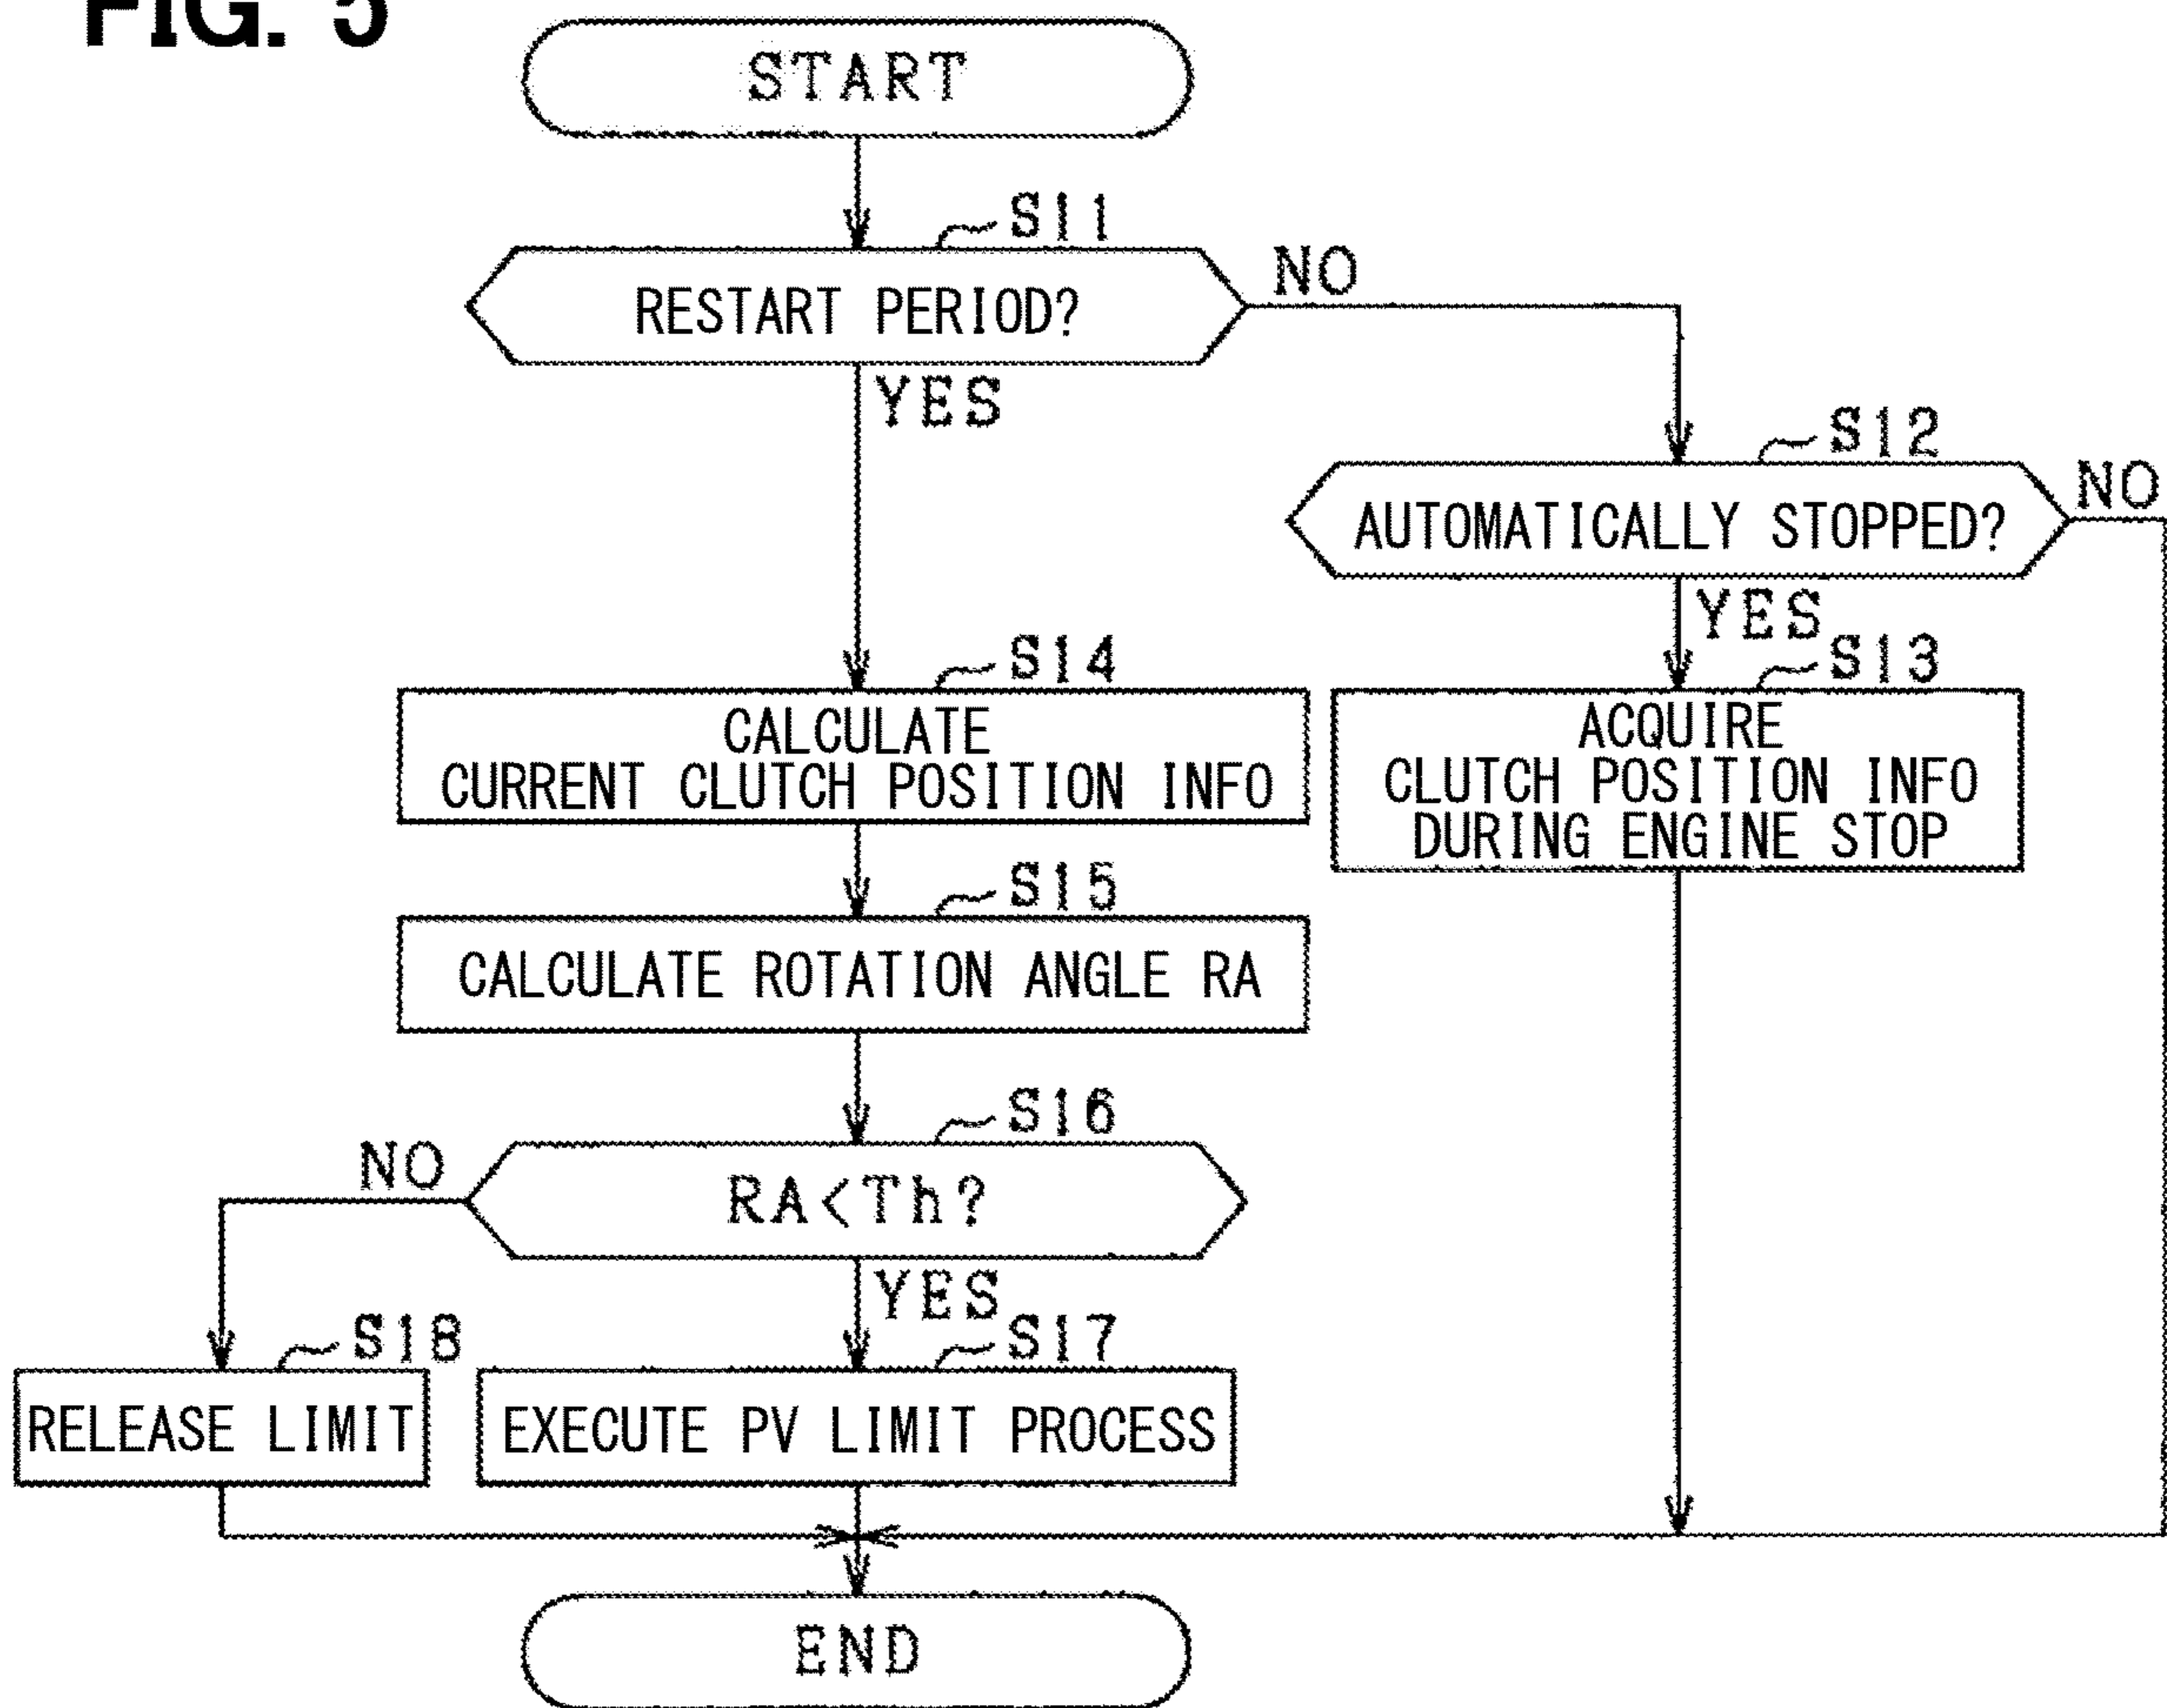 FIG. 5
START
S11
RESTART PERIOD?
NO
YES
S12
AUTOMATICALLY STOPPED?
NO
YES
S13
ACQUIRE
CLUTCH POSITION INFO
DURING ENGINE STOP
S14
CALCULATE
CURRENT CLUTCH POSITION INFO
S15
CALCULATE ROTATION ANGLE RA
S16
RA<Th?
NO
YES
S18
RELEASE LIMIT
S17
EXECUTE PV LIMIT PROCESS
END